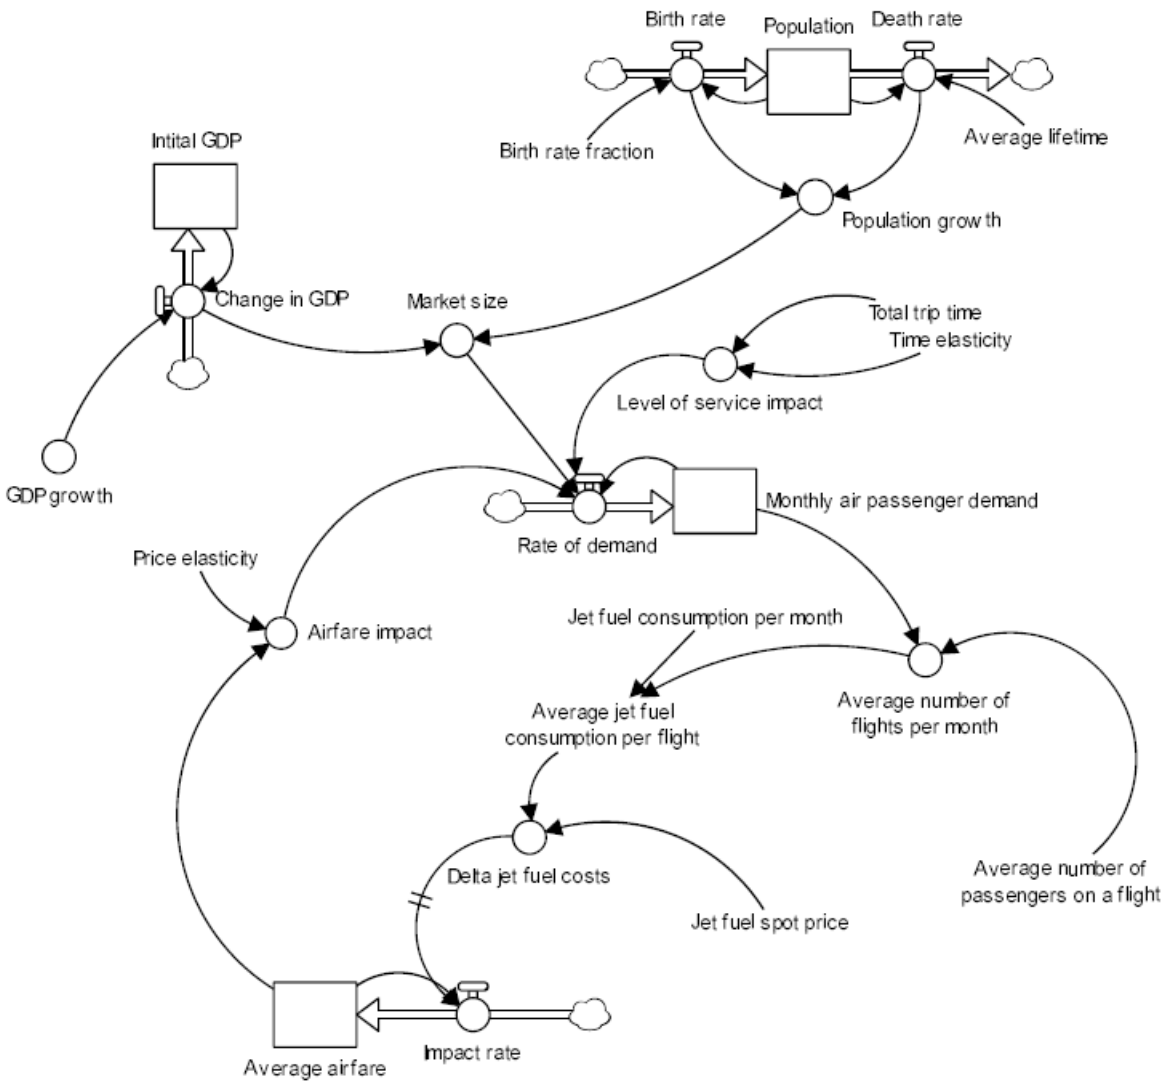 Birth rate
Population
Death rate
Birth rate fraction
Average lifetime
Intital GDP
Population growth
Change in GDP
Market size
Total trip time
Time elasticity
Level of service impact
GDP growth
Monthly air passenger demand
Rate of demand
Price elasticity
Jet fuel consumption per month
Airfare impact
Average number of
flights per month
Average jet fuel
consumption per flight
Delta jet fuel costs
Average number of
passengers on a flight
Jet fuel spot price
Impact rate
Average airfare